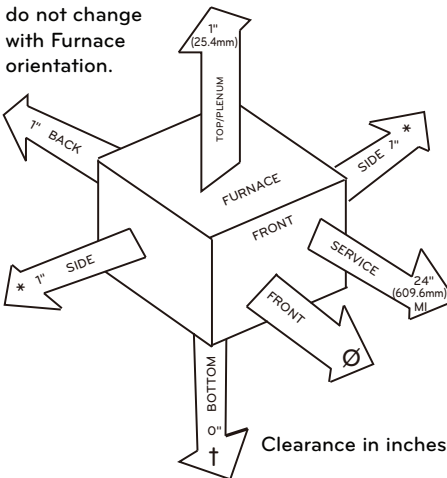 do not change
with Furnace
orientation.
1"
(25.4mm)
TOP/PLENUM
1" BACK
SIDE 1" *
FURNACE
FRONT
* 1" SIDE
SERVICE
24"
(609.6mm)
MI
FRONT
Ø
BOTTOM
0"
†
Clearance in inches